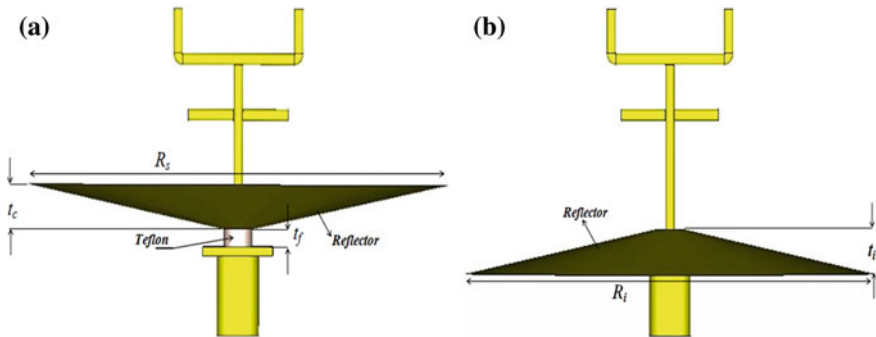 (a)
R_s
t_c
Teflon
t_f
Reflector
(b)
Reflector
t_i
R_i